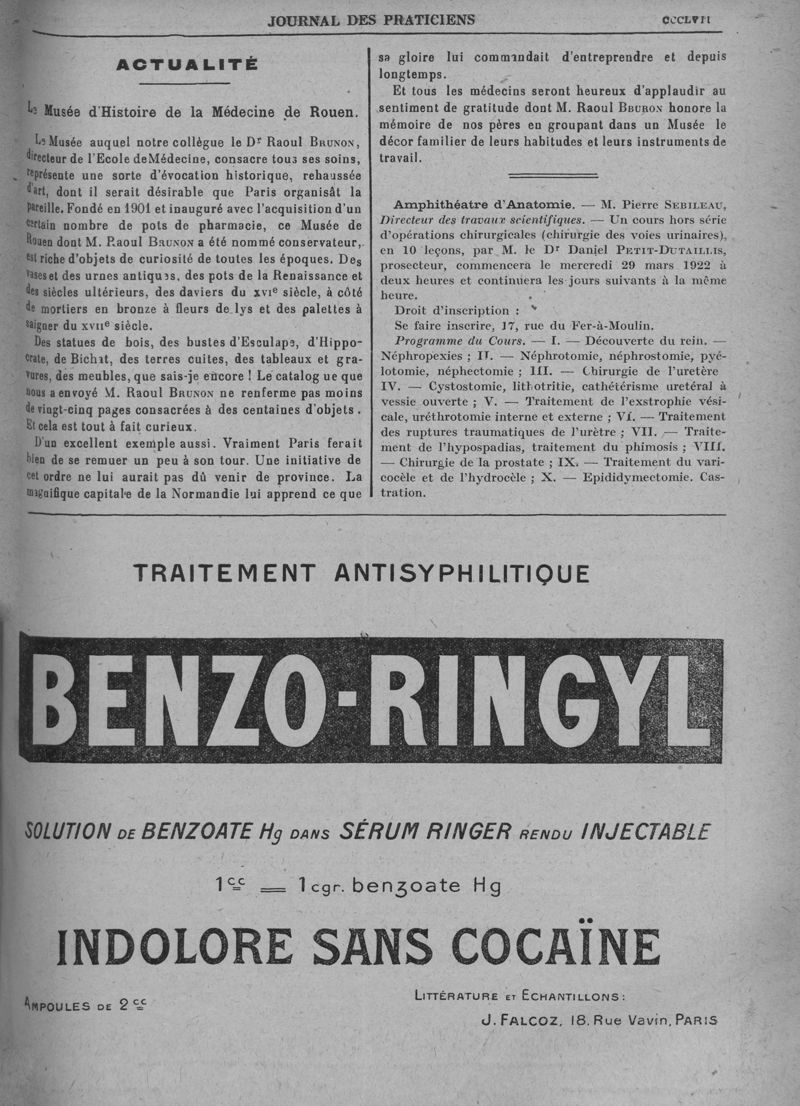 JOURNAL DES PRATICIENS CCCLVII
ACTUALITÉ
Le Musée d'Histoire de la Médecine de Rouen.
Le Musée auquel notre collègue le Dr Raoul BRUNON,
directeur de l'Ecole deMédecine, consacre tous ses soins,
représente une sorte d'évocation historique, rehaussée
d'art, dont il serait désirable que Paris organisât la
pareille. Fondé en 1901 et inauguré avec l'acquisition d'un
certain nombre de pots de pharmacie, ce Musée de
Rouen dont M. Raoul BRUNON a été nommé conservateur,
est riche d'objets de curiosité de toutes les époques. Des
vases et des urnes antiques, des pots de la Renaissance et
des siècles ultérieurs, des daviers du XVIe siècle, à côté
de mortiers en bronze à fleurs de lys et des palettes à
saigner du XVIIe siècle.
Des statues de bois, des bustes d'Esculape, d'Hippo-
crate, de Bichat, des terres cuites, des tableaux et gra-
vures, des meubles, que sais-je encore ! Le catalog ue que
nous a envoyé M. Raoul BRUNON ne renferme pas moins
de vingt-cinq pages consacrées à des centaines d'objets.
Et cela est tout à fait curieux.
D'un excellent exemple aussi. Vraiment Paris ferait
bien de se remuer un peu à son tour. Une initiative de
cet ordre ne lui aurait pas dû venir de province. La
magnifique capitale de la Normandie lui apprend ce que
sa gloire lui commandait d'entreprendre et depuis
longtemps.
Et tous les médecins seront heureux d'applaudir au
sentiment de gratitude dont M. Raoul BBURON honore la
mémoire de nos pères en groupant dans un Musée le
décor familier de leurs habitudes et leurs instruments de
travail.
Amphithéatre d'Anatomie. — M. Pierre SEBILEAU,
Directeur des travaux scientifiques. — Un cours hors série
d'opérations chirurgicales (chirurgie des voies urinaires),
en 10 leçons, par M. le Dr Daniel PETIT-DUTAILLIS,
prosecteur, commencera le mercredi 29 mars 1922 à
deux heures et continuera les jours suivants à la même
heure.
Droit d'inscription :
Se faire inscrire, 17, rue du Fer-à-Moulin.
Programme du Cours. — I. — Découverte du rein. —
Néphropexies ; II. — Néphrotomie, néphrostomie, pyé-
lotomie, néphectomie ; III. — Chirurgie de l'uretère
IV. — Cystostomie, lithotritie, cathétérisme uretéral à
vessie ouverte ; V. — Traitement de l'exstrophie vési-
cale, uréthrotomie interne et externe ; VI. — Traitement
des ruptures traumatiques de l'urètre ; VII. — Traite-
ment de l'hypospadias, traitement du phimosis ; VIII.
— Chirurgie de la prostate ; IX. — Traitement du vari-
cocèle et de l'hydrocèle ; X. — Epididymectomie. Cas-
tration.
TRAITEMENT ANTISYPHILITIQUE
BENZO-RINGYL
SOLUTION DE BENZOATE Hg DANS SÉRUM RINGER RENDU INJECTABLE
1cc = 1 cgr. benzoate Hg
INDOLORE SANS COCAÏNE
AMPOULES DE 2cc
LITTÉRATURE ET ECHANTILLONS :
J. FALCOZ, 18, Rue Vavin, PARIS